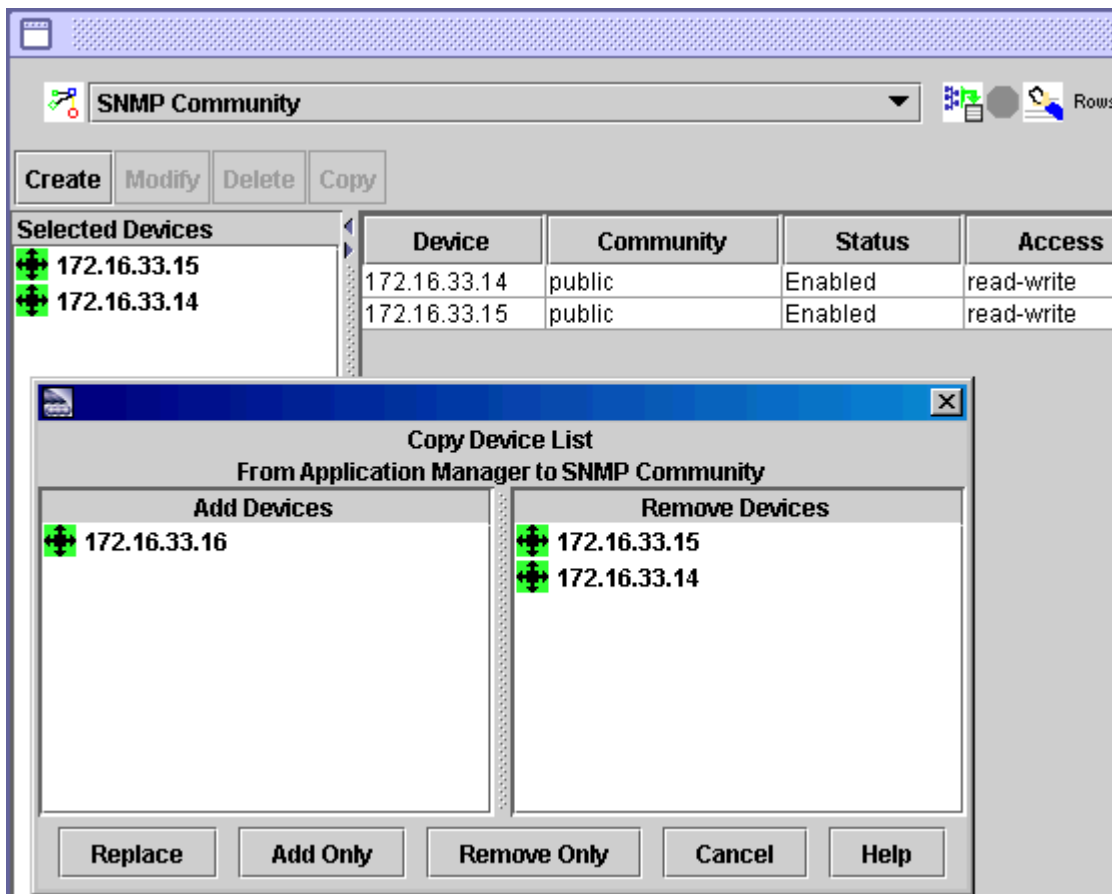 SNMP Community
Rows
Create Modify Delete Copy
Selected Devices
172.16.33.15
172.16.33.14
Device Community Status Access
172.16.33.14 public Enabled read-write
172.16.33.15 public Enabled read-write
Copy Device List
From Application Manager to SNMP Community
Add Devices
172.16.33.16
Remove Devices
172.16.33.15
172.16.33.14
Replace Add Only Remove Only Cancel Help